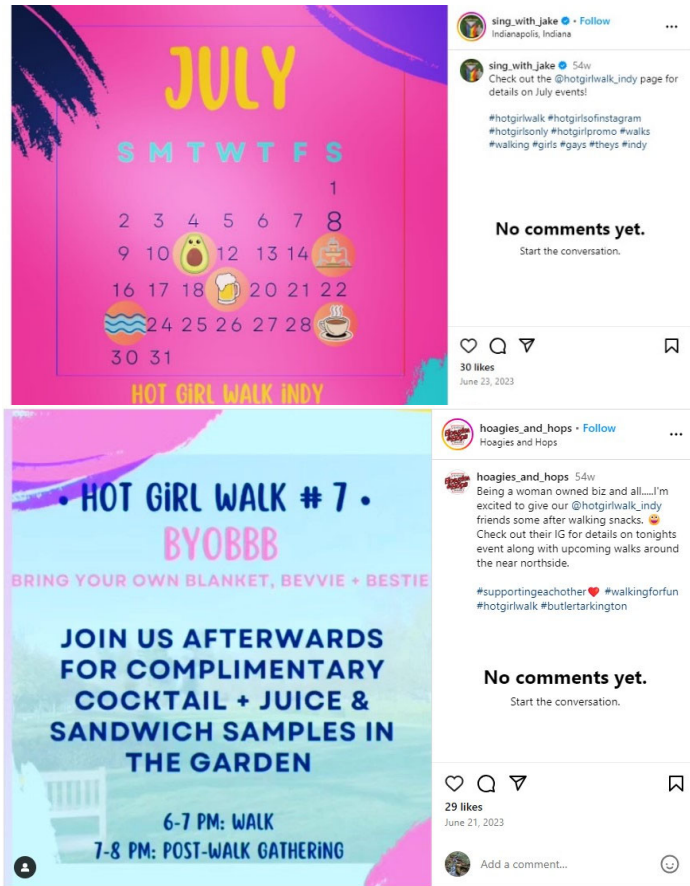 JULY
S M T W T F S
1
2 3 4 5 6 7 8
9 10 12 13 14
16 17 18 20 21 22
24 25 26 27 28
30 31
HOT GiRL WALK iNDY
sing_with_jake • Follow
Indianapolis, Indiana
sing_with_jake 54w
Check out the @hotgirlwalk_indy page for
details on July events!
#hotgirlwalk #hotgirlsofinstagram
#hotgirlsonly #hotgirlpromo #walks
#walking #girls #gays #theys #indy
No comments yet.
Start the conversation.
30 likes
June 23, 2023
• HOT GiRL WALK # 7 •
BYOBBB
BRING YOUR OWN BLANKET, BEVVIE + BESTIE
JOIN US AFTERWARDS
FOR COMPLIMENTARY
COCKTAIL + JUICE &
SANDWICH SAMPLES IN
THE GARDEN
6-7 PM: WALK
7-8 PM: POST-WALK GATHERiNG
hoagies_and_hops • Follow
Hoagies and Hops
hoagies_and_hops 54w
Being a woman owned biz and all.....I'm
excited to give our @hotgirlwalk_indy
friends some after walking snacks. 😀
Check out their IG for details on tonights
event along with upcoming walks around
the near northside.
#supportingeachother❤️ #walkingforfun
#hotgirlwalk #butlertarkington
No comments yet.
Start the conversation.
29 likes
June 21, 2023
Add a comment...